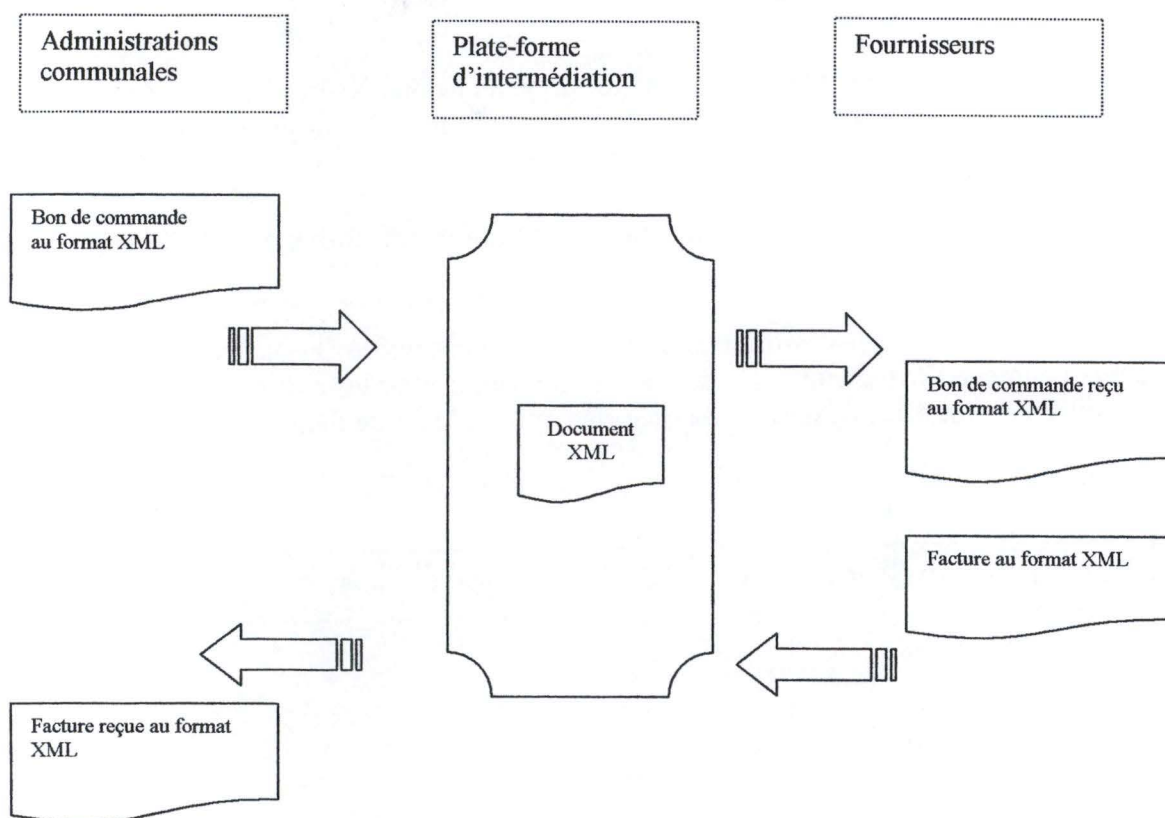 Administrations
communales
Plate-forme
d'intermédiation
Fournisseurs
Bon de commande
au format XML
Bon de commande reçu
au format XML
Document
XML
Facture au format XML
Facture reçue au format
XML